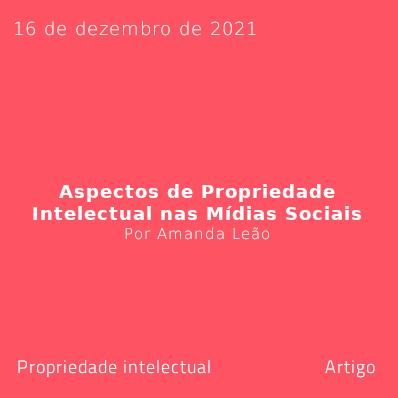 16 de dezembro de 2021
Aspectos de Propriedade
Intelectual nas Mídias Sociais
Por Amanda Leão
Propriedade intelectual
Artigo